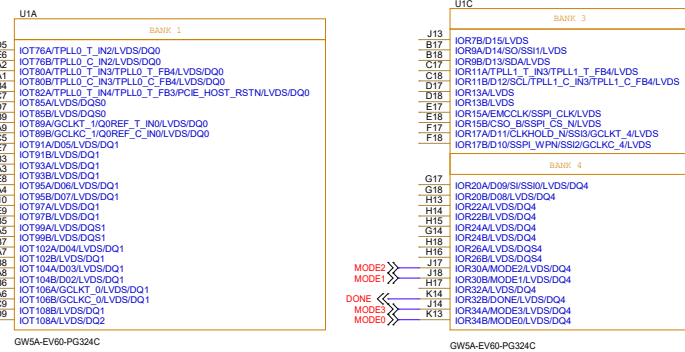 U1A
BANK 1
IOT76A/TPLL0_T_IN2/LVDS/DQ0
IOT76B/TPLL0_C_IN2/LVDS/DQ0
IOT80A/TPLL0_T_IN3/TPLL0_T_FB4/LVDS/DQ0
IOT80B/TPLL0_C_IN3/TPLL0_C_FB4/LVDS/DQ0
IOT82A/TPLL0_T_IN4/TPLL0_T_FB3/PCIE_HOST_RSTN/LVDS/DQ0
IOT85A/LVDS/DQS0
IOT85B/LVDS/DQS0
IOT89A/GCLKT_1/Q0REF_T_IN0/LVDS/DQ0
IOT89B/GCLKC_1/Q0REF_C_IN0/LVDS/DQ0
IOT91A/D05/LVDS/DQ1
IOT91B/LVDS/DQ1
IOT93A/LVDS/DQ1
IOT93B/LVDS/DQ1
IOT95A/D06/LVDS/DQ1
IOT95B/D07/LVDS/DQ1
IOT97A/LVDS/DQ1
IOT97B/LVDS/DQ1
IOT99A/LVDS/DQS1
IOT99B/LVDS/DQS1
IOT102A/D04/LVDS/DQ1
IOT102B/LVDS/DQ1
IOT104A/D03/LVDS/DQ1
IOT104B/D02/LVDS/DQ1
IOT106A/GCLKT_0/LVDS/DQ1
IOT106B/GCLKC_0/LVDS/DQ1
IOT108B/LVDS/DQ1
IOT108A/LVDS/DQ2
GW5A-EV60-PG324C
U1C
BANK 3
J13 IOR7B/D15/LVDS
B17 IOR9A/D14/SO/SSI1/LVDS
B18 IOR9B/D13/SDA/LVDS
C17 IOR11A/TPLL1_T_IN3/TPLL1_T_FB4/LVDS
C18 IOR11B/D12/SCL/TPLL1_C_IN3/TPLL1_C_FB4/LVDS
D17 IOR13A/LVDS
D18 IOR13B/LVDS
E17 IOR15A/EMCCLK/SSPI_CLK/LVDS
E18 IOR15B/CSO_B/SSPI_CS_N/LVDS
F17 IOR17A/D11/CLKHOLD_N/SSI3/GCLKT_4/LVDS
F18 IOR17B/D10/SSPI_WPN/SSI2/GCLKC_4/LVDS
BANK 4
G17 IOR20A/D09/SI/SSI0/LVDS/DQ4
G18 IOR20B/D08/LVDS/DQ4
H13 IOR22A/LVDS/DQ4
H14 IOR22B/LVDS/DQ4
H15 IOR24A/LVDS/DQ4
G14 IOR24B/LVDS/DQ4
H18 IOR26A/LVDS/DQS4
H16 IOR26B/LVDS/DQS4
MODE2 J17 IOR30A/MODE2/LVDS/DQ4
MODE1 J18 IOR30B/MODE1/LVDS/DQ4
H17 IOR32A/LVDS/DQ4
DONE K14 IOR32B/DONE/LVDS/DQ4
MODE3 J14 IOR34A/MODE3/LVDS/DQ4
MODE0 K13 IOR34B/MODE0/LVDS/DQ4
GW5A-EV60-PG324C